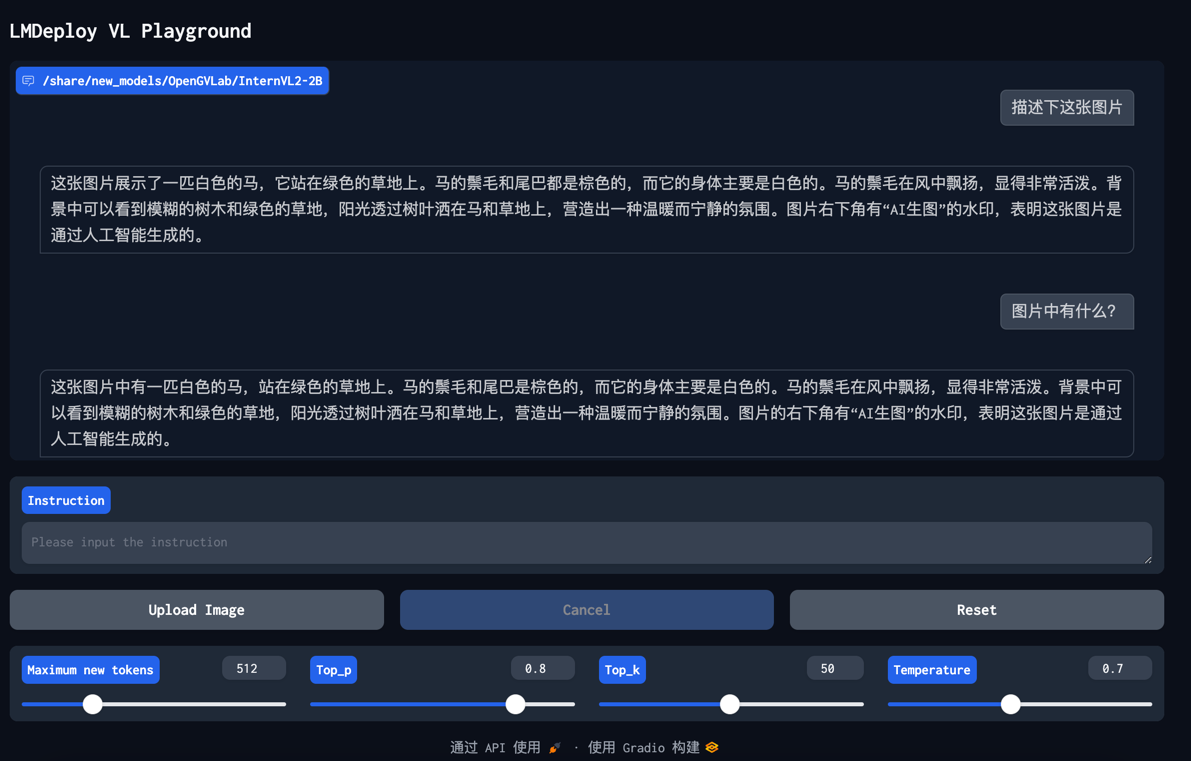 LMDeploy VL Playground
/share/new_models/OpenGVLab/InternVL2-2B
描述下这张图片
这张图片展示了一匹白色的马，它站在绿色的草地上。马的鬃毛和尾巴都是棕色的，而它的身体主要是白色的。马的鬃毛在风中飘扬，显得非常活泼。背
景中可以看到模糊的树木和绿色的草地，阳光透过树叶洒在马和草地上，营造出一种温暖而宁静的氛围。图片右下角有“AI生图”的水印，表明这张图片是
通过人工智能生成的。
图片中有什么？
这张图片中有一匹白色的马，站在绿色的草地上。马的鬃毛和尾巴是棕色的，而它的身体主要是白色的。马的鬃毛在风中飘扬，显得非常活泼。背景中可
以看到模糊的树木和绿色的草地，阳光透过树叶洒在马和草地上，营造出一种温暖而宁静的氛围。图片的右下角有“AI生图”的水印，表明这张图片是通过
人工智能生成的。
Instruction
Please input the instruction
Upload Image
Cancel
Reset
Maximum new tokens 512
Top_p 0.8
Top_k 50
Temperature 0.7
通过 API 使用 · 使用 Gradio 构建